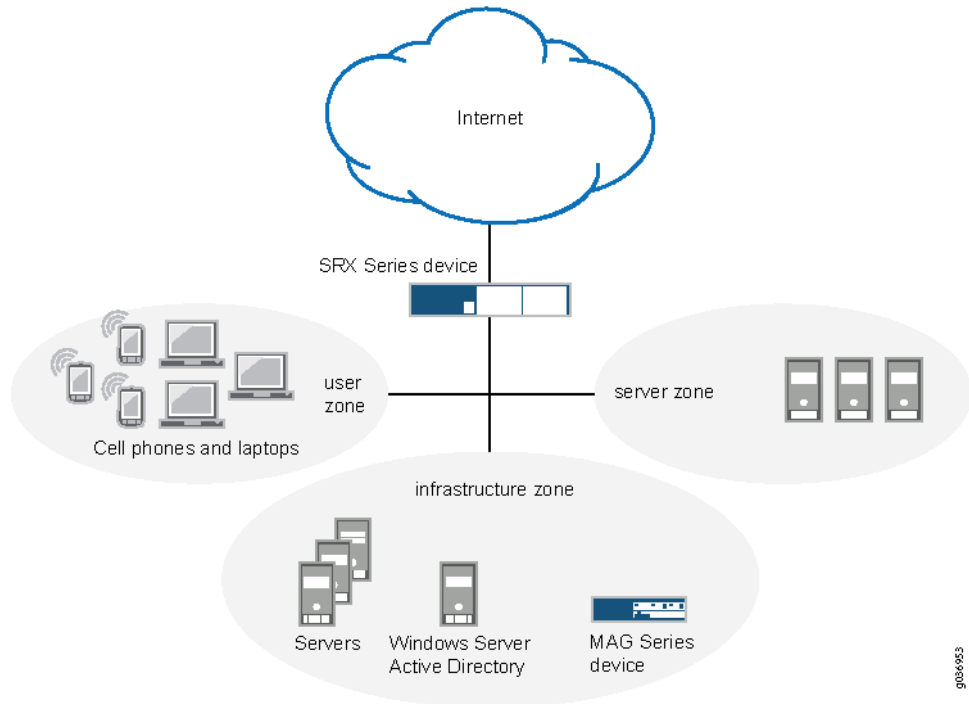 Internet
SRX Series device
user
zone
server zone
Cell phones and laptops
infrastructure zone
Servers
Windows Server
Active Directory
MAG Series
device
g036953